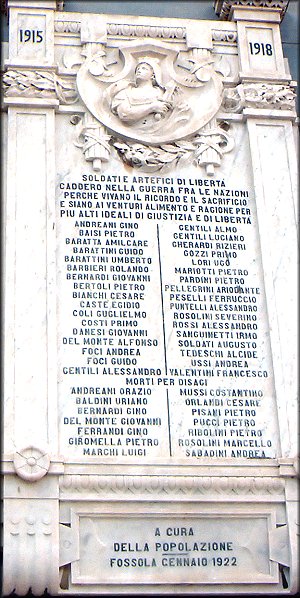 1915
1918
SOLDATI E ARTEFICI DI LIBERTÀ
CADDERO NELLA GUERRA FRA LE NAZIONI
PERCHÈ VIVANO IL RICORDO E IL SACRIFICIO
E SIANO AI VENTURI ALIMENTO E RAGIONE PER
PIU ALTI IDEALI DI GIUSTIZIA E DI LIBERTÀ
ANDREANI GINO
BAISI PIETRO
BARATTA AMILCARE
BARATTINI GUIDO
BARATTINI UMBERTO
BARBIERI ROLANDO
BERNARDI GIOVANNI
BERTOLI PIETRO
BIANCHI CESARE
CASTE EGIDIO
COLI GUGLIELMO
COSTI PRIMO
DANESI GIOVANNI
DEL MONTE ALFONSO
FOCI ANDREA
FOCI GUIDO
GENTILI ALESSANDRO
GENTILI ALMO
GENTILI LUCIANO
GHERARDI RIZIERI
GOZZI PRIMO
LORI UGO
MARIOTTI PIETRO
PARDINI PIETRO
PELLEGRINI ARIODANTE
PESELLI FERRUCCIO
PUNTELLI ALESSANDRO
ROSOLINI SEVERINO
ROSSI ALESSANDRO
SANGUINETTI IRMO
SOLDATI AUGUSTO
TEDESCHI ALCIDE
USSI ANDREA
VALENTINI FRANCESCO
MORTI PER DISAGI
ANDREANI ORAZIO
BALDINI URIANO
BERNARDI GINO
DEL MONTE GIOVANNI
FERRANDI GINO
GIROMELLA PIETRO
MARCHI LUIGI
MUSSI COSTANTINO
ORLANDI CESARE
PISANI PIETRO
PUCCI PIETRO
RIBOLINI PIETRO
ROSOLINI MARCELLO
SABADINI ANDREA
A CURA
DELLA POPOLAZIONE
FOSSOLA GENNAIO 1922